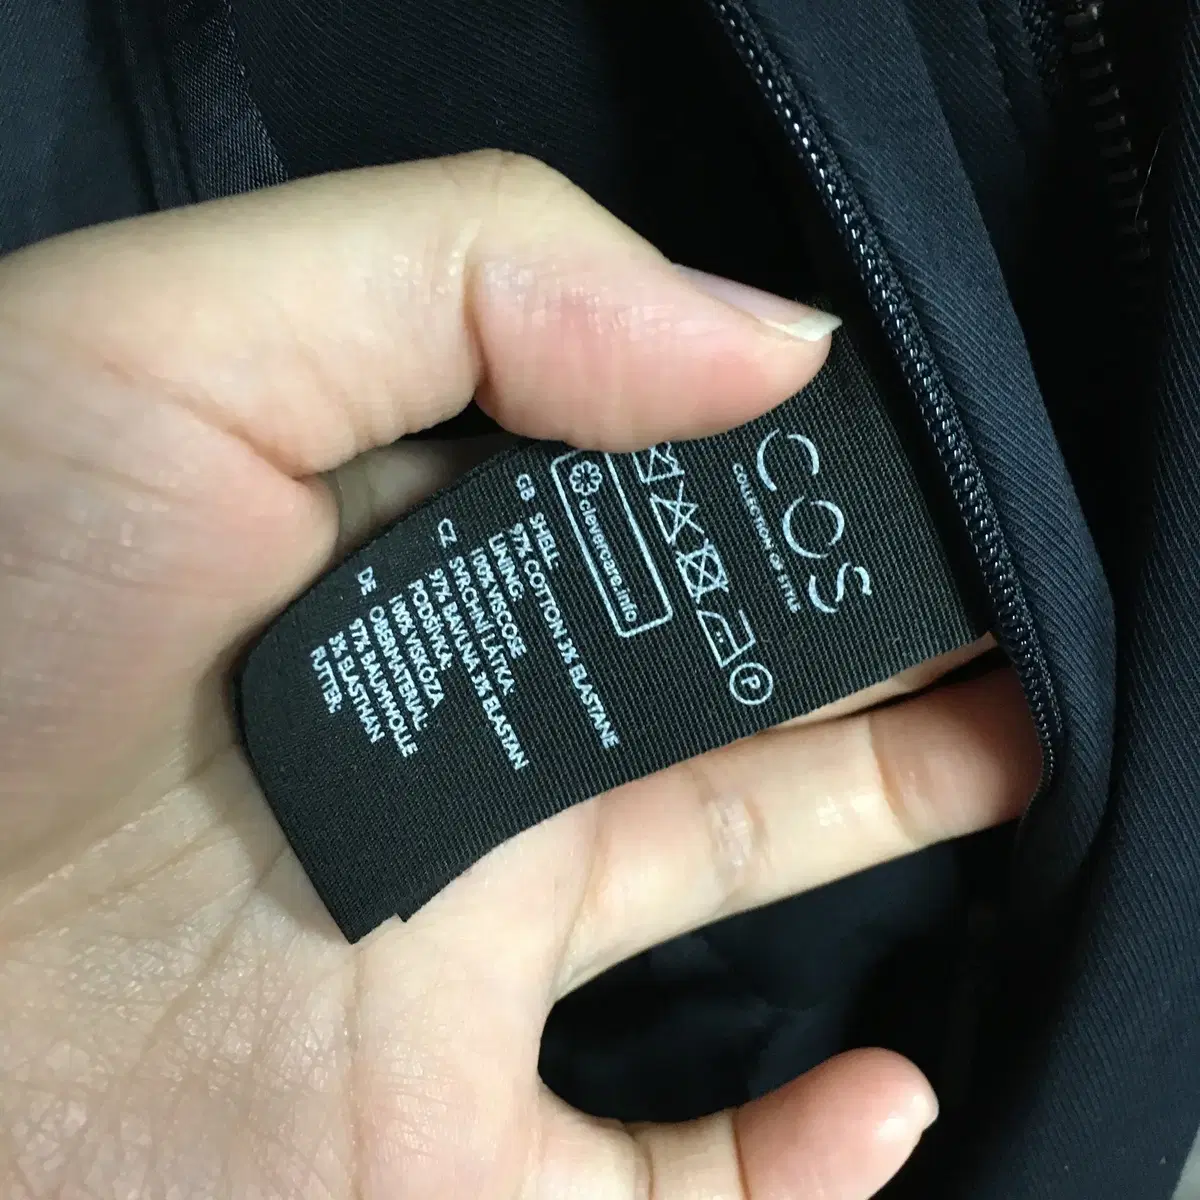 COS
COLLECTION OF STYLE
P
clevercare.info
GB SHELL:
97% COTTON 3% ELASTANE
LINING:
100% VISCOSE
CZ SVRCHNÍ LÁTKA:
97% BAVLNA 3% ELASTAN
PODŠÍVKA:
100% VISKÓZA
DE OBERMATERIAL:
97% BAUMWOLLE
3% ELASTHAN
FUTTER: